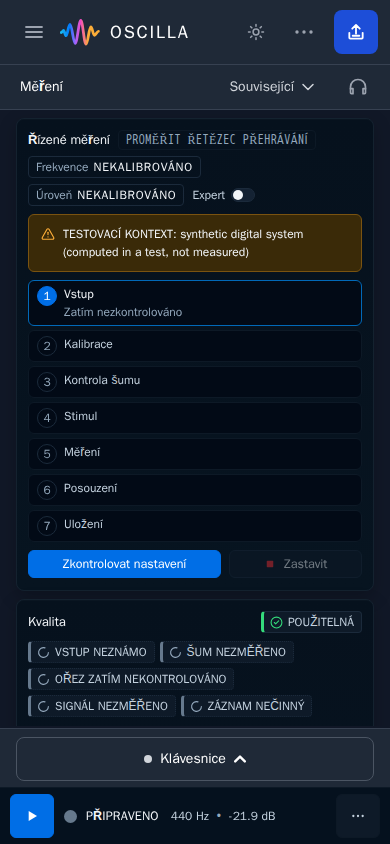 OSCILLA
Měření
Související
Řízené měření PROMĚŘIT ŘETĚZEC PŘEHRÁVÁNÍ
Frekvence NEKALIBROVÁNO
Úroveň NEKALIBROVÁNO Expert
TESTOVACÍ KONTEXT: synthetic digital system
(computed in a test, not measured)
1 Vstup
Zatím nezkontrolováno
2 Kalibrace
3 Kontrola šumu
4 Stimul
5 Měření
6 Posouzení
7 Uložení
Zkontrolovat nastavení Zastavit
Kvalita POUŽITELNÁ
VSTUP NEZNÁMO ŠUM NEZMĚŘENO
OŘEZ ZATÍM NEKONTROLOVÁNO
SIGNÁL NEZMĚŘENO ZÁZNAM NEČINNÝ
Klávesnice
PŘIPRAVENO 440 Hz • -21.9 dB